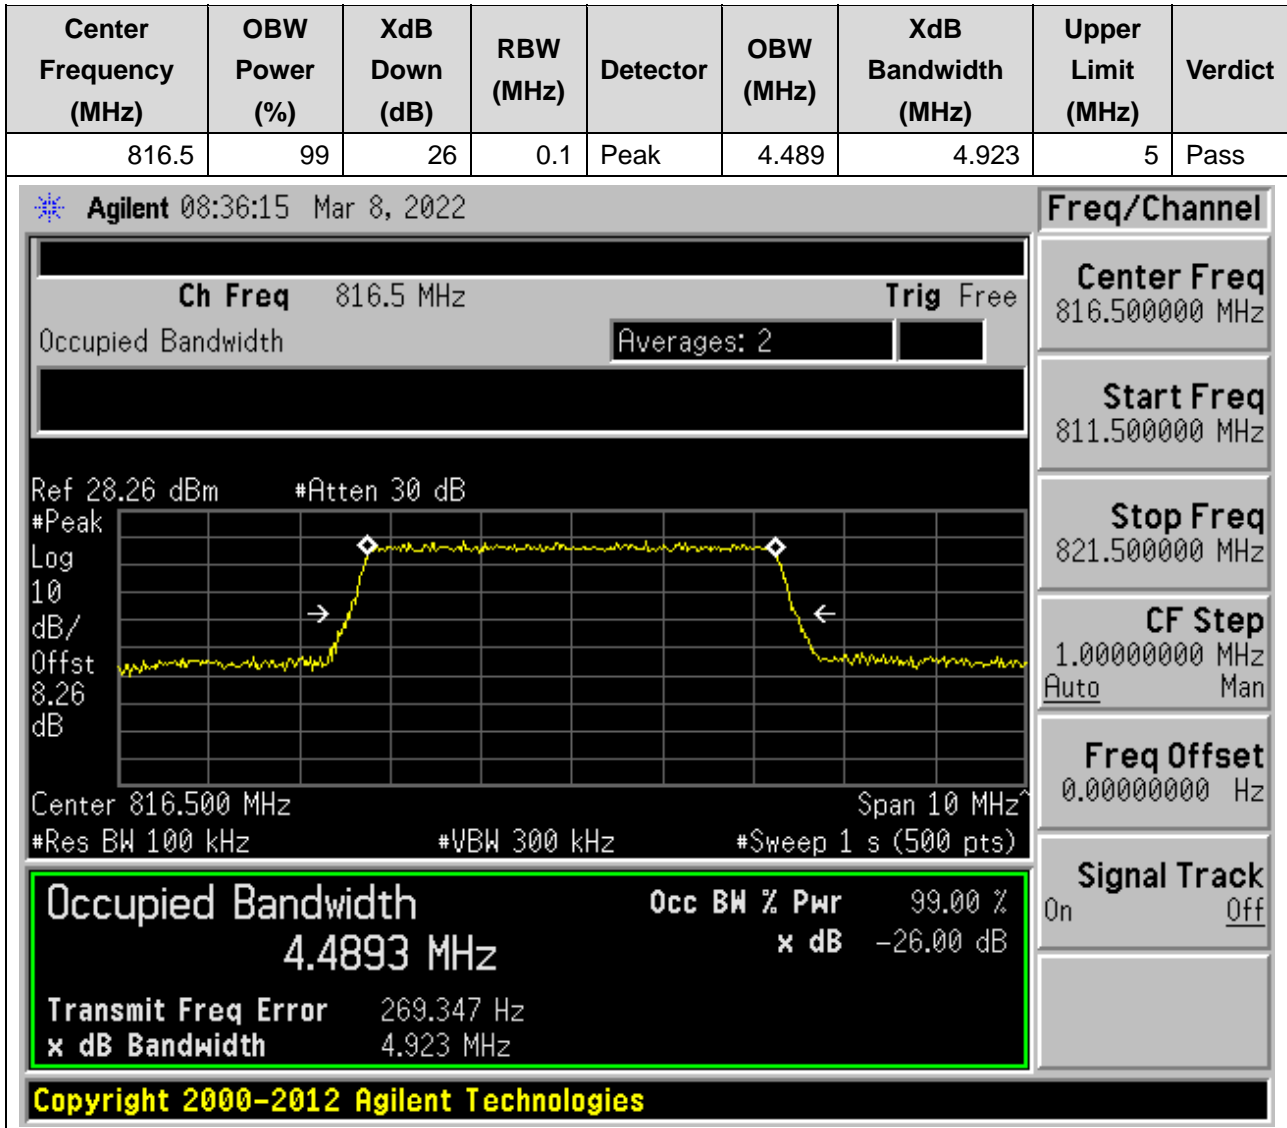 Center Frequency (MHz) OBW Power (%) XdB Down (dB) RBW (MHz) Detector OBW (MHz) XdB Bandwidth (MHz) Upper Limit (MHz) Verdict
816.5 99 26 0.1 Peak 4.489 4.923 5 Pass
Agilent 08:36:15 Mar 8, 2022
Ch Freq 816.5 MHz Trig Free
Occupied Bandwidth Averages: 2
Ref 28.26 dBm #Atten 30 dB
#Peak
Log
10
dB/
Offst
8.26
dB
Center 816.500 MHz Span 10 MHz^
#Res BW 100 kHz #VBW 300 kHz #Sweep 1 s (500 pts)
Occupied Bandwidth Occ BW % Pwr 99.00 %
4.4893 MHz x dB -26.00 dB
Transmit Freq Error 269.347 Hz
x dB Bandwidth 4.923 MHz
Copyright 2000-2012 Agilent Technologies
Freq/Channel
Center Freq
816.500000 MHz
Start Freq
811.500000 MHz
Stop Freq
821.500000 MHz
CF Step
1.00000000 MHz
Auto Man
Freq Offset
0.00000000 Hz
Signal Track
On Off